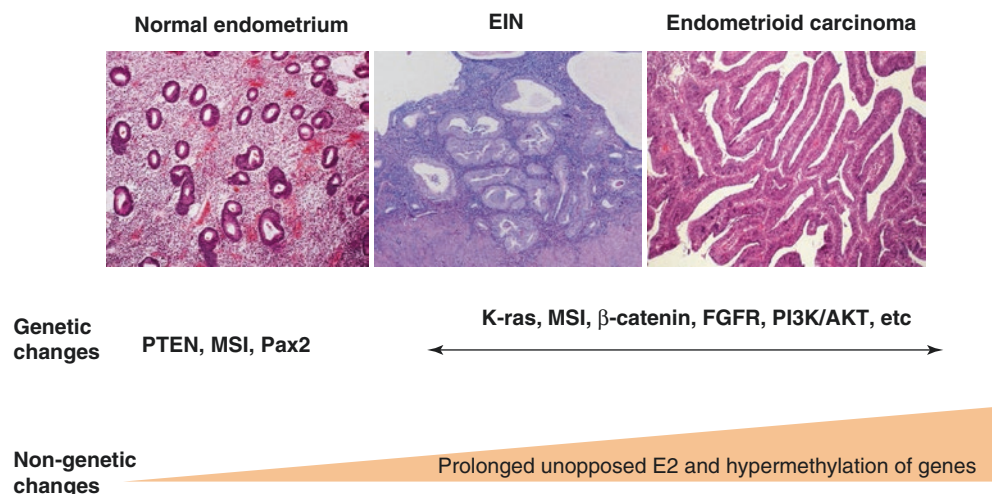 Normal endometrium
EIN
Endometrioid carcinoma
Genetic
changes
PTEN, MSI, Pax2
K-ras, MSI, β-catenin, FGFR, PI3K/AKT, etc
Non-genetic
changes
Prolonged unopposed E2 and hypermethylation of genes